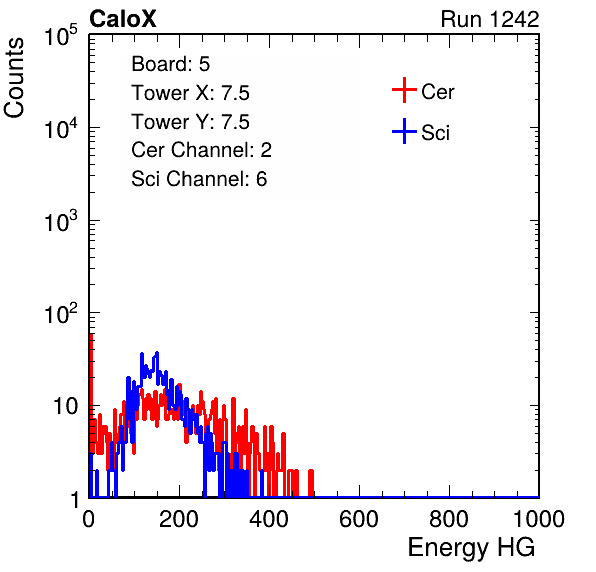 CaloX Run 1242
Counts
10^5
10^4
10^3
10^2
10
1
Board: 5
Tower X: 7.5
Tower Y: 7.5
Cer Channel: 2
Sci Channel: 6
Cer
Sci
0 200 400 600 800 1000
Energy HG